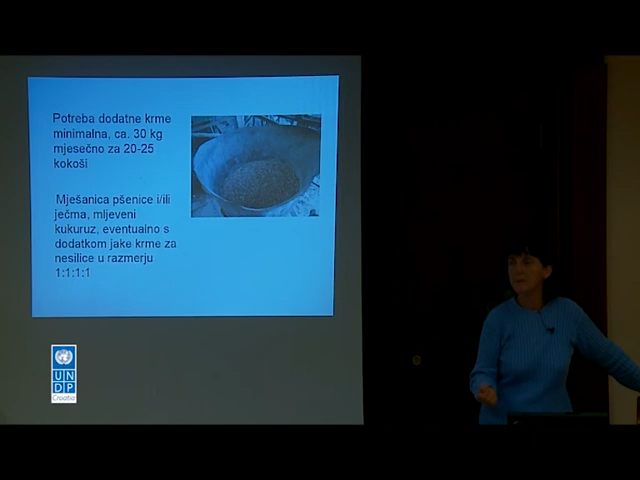 Potreba dodatne krme
minimalna, ca. 30 kg
mjesečno za 20-25
kokoši
Mješanica pšenice i/ili
ječma, mljeveni
kukuruz, eventualno s
dodatkom jake krme za
nesilice u razmerju
1:1:1:1
UN
DP
Croatia